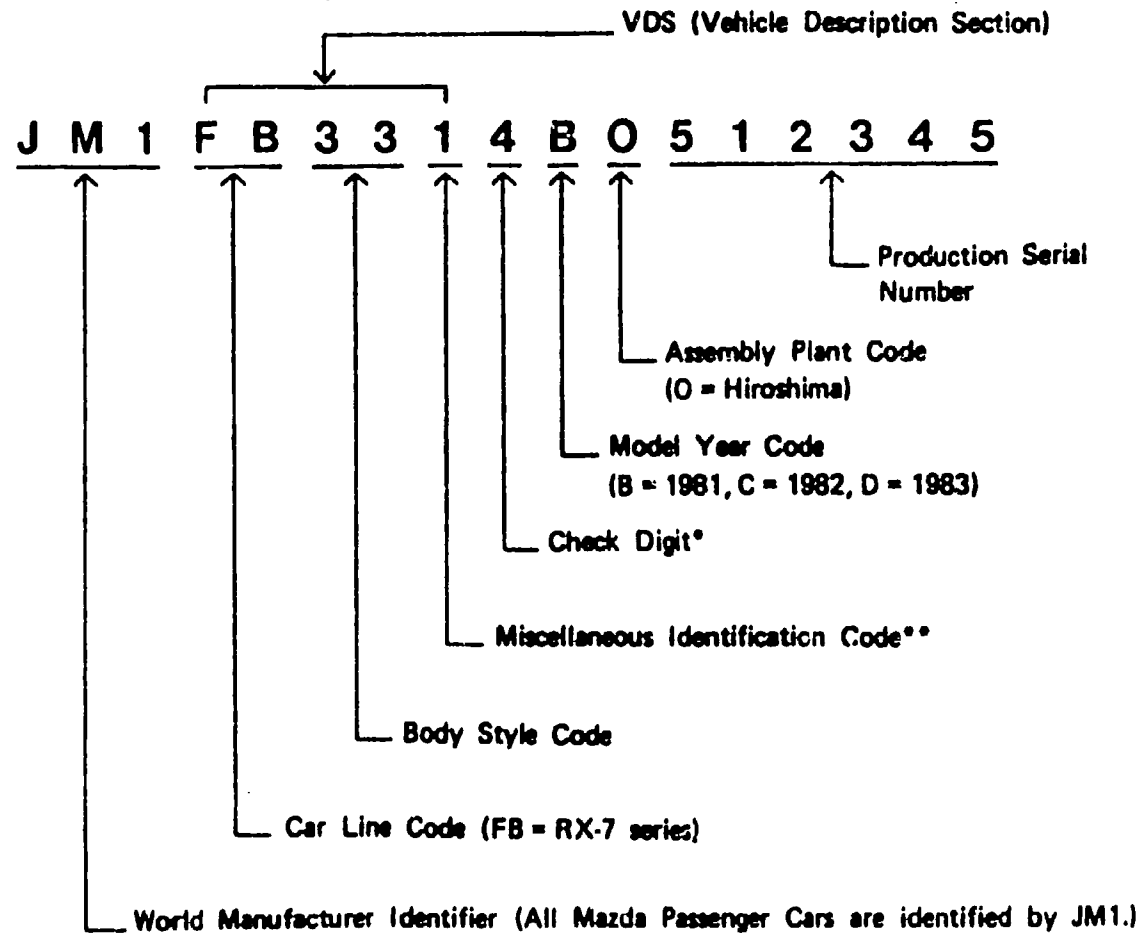 VDS (Vehicle Description Section)
J M 1 F B 3 3 1 4 B 0 5 1 2 3 4 5
Production Serial
Number
Assembly Plant Code
(O = Hiroshima)
Model Year Code
(B = 1981, C = 1982, D = 1983)
Check Digit*
Miscellaneous Identification Code**
Body Style Code
Car Line Code (FB = RX-7 series)
World Manufacturer Identifier (All Mazda Passenger Cars are identified by JM1.)